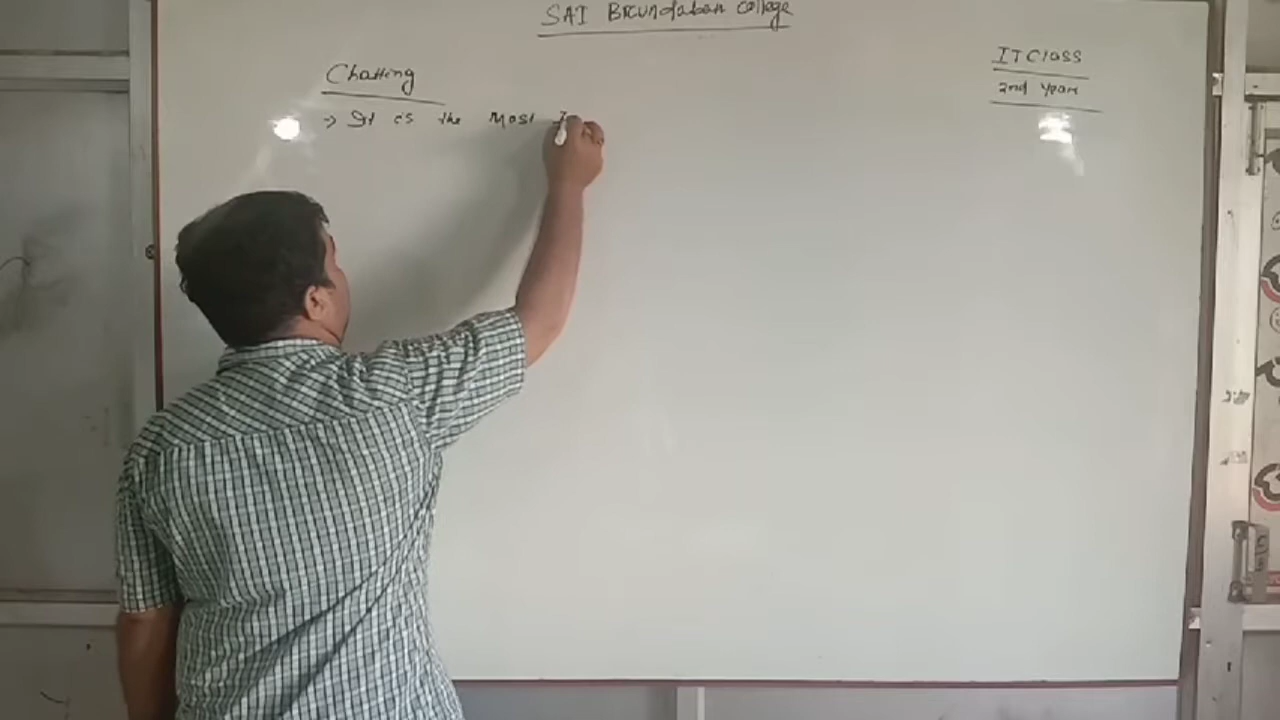 SAI Brundaban College
IT Class
2nd year
Chatting
→ It is the Most I